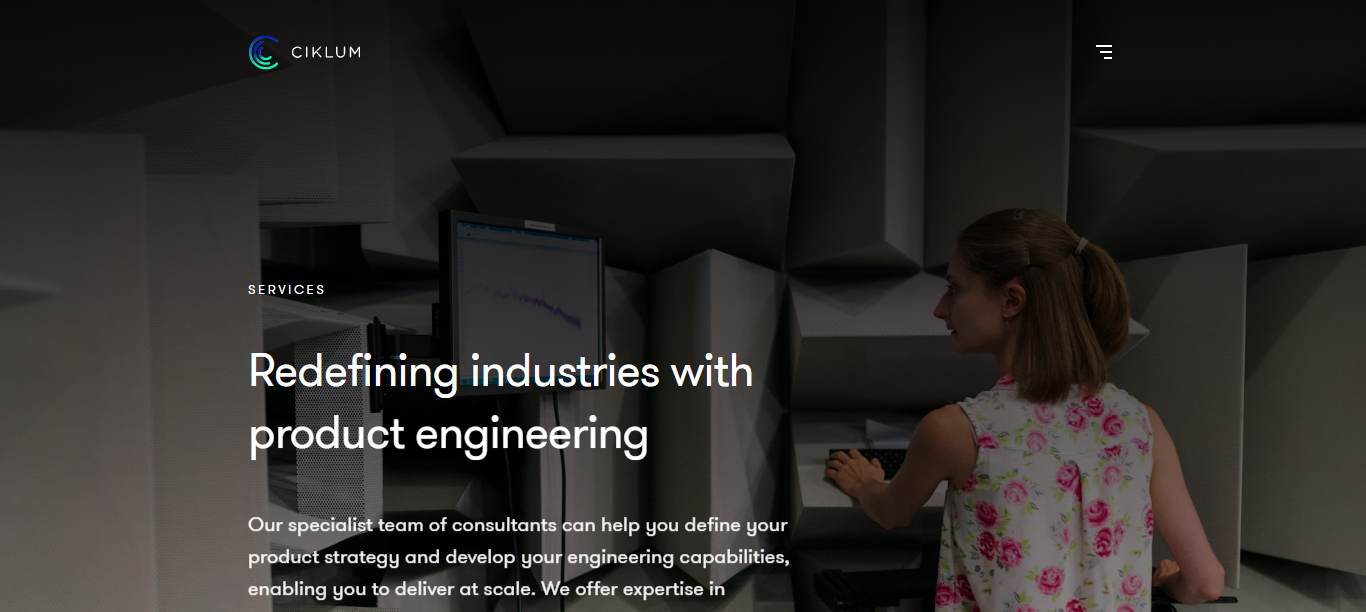 CIKLUM
SERVICES
Redefining industries with
product engineering
Our specialist team of consultants can help you define your
product strategy and develop your engineering capabilities,
enabling you to deliver at scale. We offer expertise in